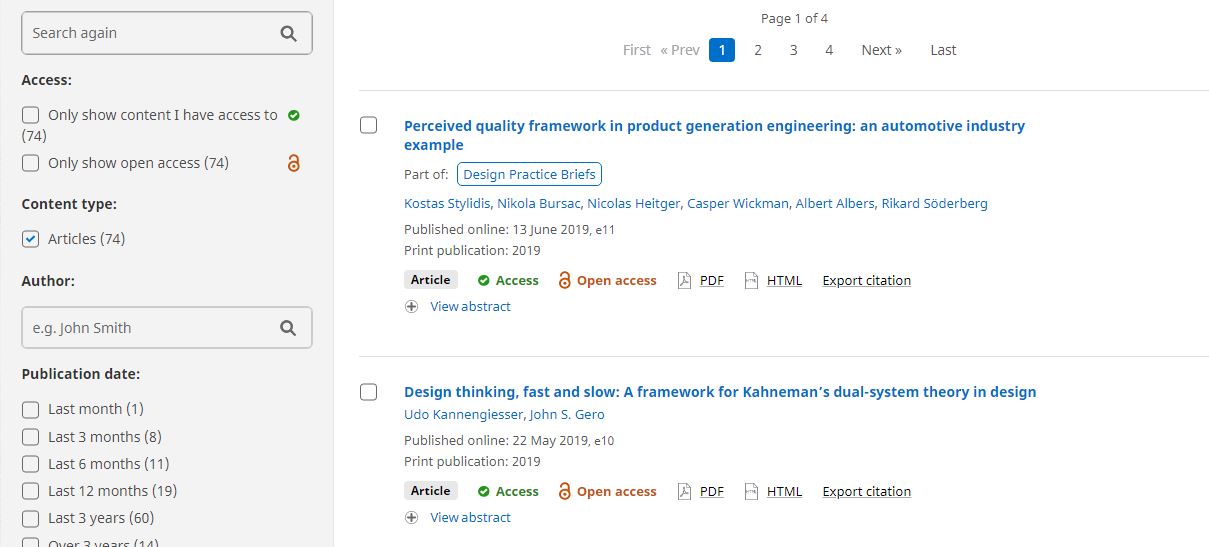 Search again
Access:
Only show content I have access to
(74)
Only show open access (74)
Content type:
Articles (74)
Author:
e.g. John Smith
Publication date:
Last month (1)
Last 3 months (8)
Last 6 months (11)
Last 12 months (19)
Last 3 years (60)
Over 3 years (14)
Page 1 of 4
First « Prev 1 2 3 4 Next » Last
Perceived quality framework in product generation engineering: an automotive industry
example
Part of: Design Practice Briefs
Kostas Stylidis, Nikola Bursac, Nicolas Heitger, Casper Wickman, Albert Albers, Rikard Söderberg
Published online: 13 June 2019, e11
Print publication: 2019
Article Access Open access PDF HTML HTML Export citation
View abstract
Design thinking, fast and slow: A framework for Kahneman’s dual-system theory in design
Udo Kannengiesser, John S. Gero
Published online: 22 May 2019, e10
Print publication: 2019
Article Access Open access PDF HTML HTML Export citation
View abstract